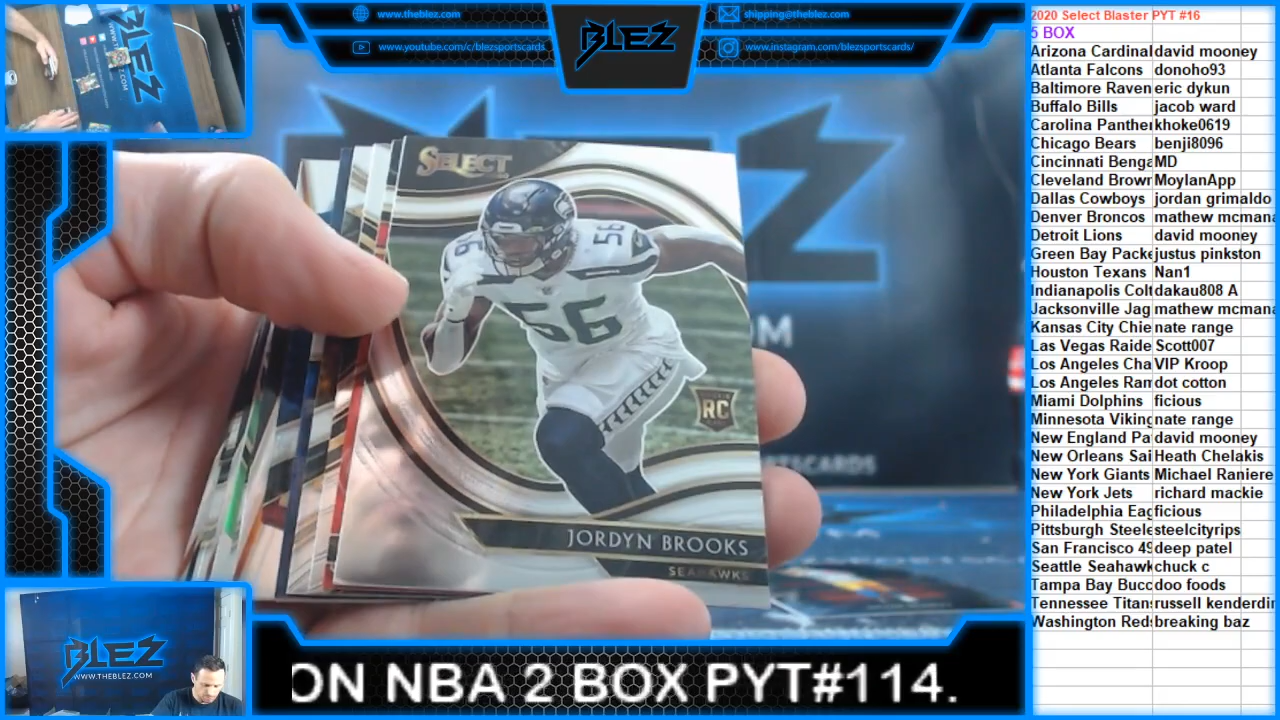 www.theblez.com
shipping@theblez.com
www.youtube.com/c/blezsportscards
www.instagram.com/blezsportscards/
BLEZ
SELECT
56
56
56
RC
JORDYN BROOKS
SEAHAWKS
RTSCARDS
BLEZ
WWW.THEBLEZ.COM
ON NBA 2 BOX PYT#114.
2020 Select Blaster PYT #16
5 BOX
Arizona Cardinal david mooney
Atlanta Falcons donoho93
Baltimore Raven eric dykun
Buffalo Bills jacob ward
Carolina Panthe khoke0619
Chicago Bears benji8096
Cincinnati Benga MD
Cleveland Brown MoylanApp
Dallas Cowboys jordan grimaldo
Denver Broncos mathew mcmana
Detroit Lions david mooney
Green Bay Packe justus pinkston
Houston Texans Nan1
Indianapolis Colt dakau808 A
Jacksonville Jag mathew mcmana
Kansas City Chie nate range
Las Vegas Raide Scott007
Los Angeles Cha VIP Kroop
Los Angeles Ram dot cotton
Miami Dolphins ficious
Minnesota Viking nate range
New England Pa david mooney
New Orleans Sai Heath Chelakis
New York Giants Michael Raniere
New York Jets richard mackie
Philadelphia Eag ficious
Pittsburgh Steele steelcityrips
San Francisco 49 deep patel
Seattle Seahawk chuck c
Tampa Bay Bucc doo foods
Tennessee Titans russell kenderdin
Washington Reds breaking baz